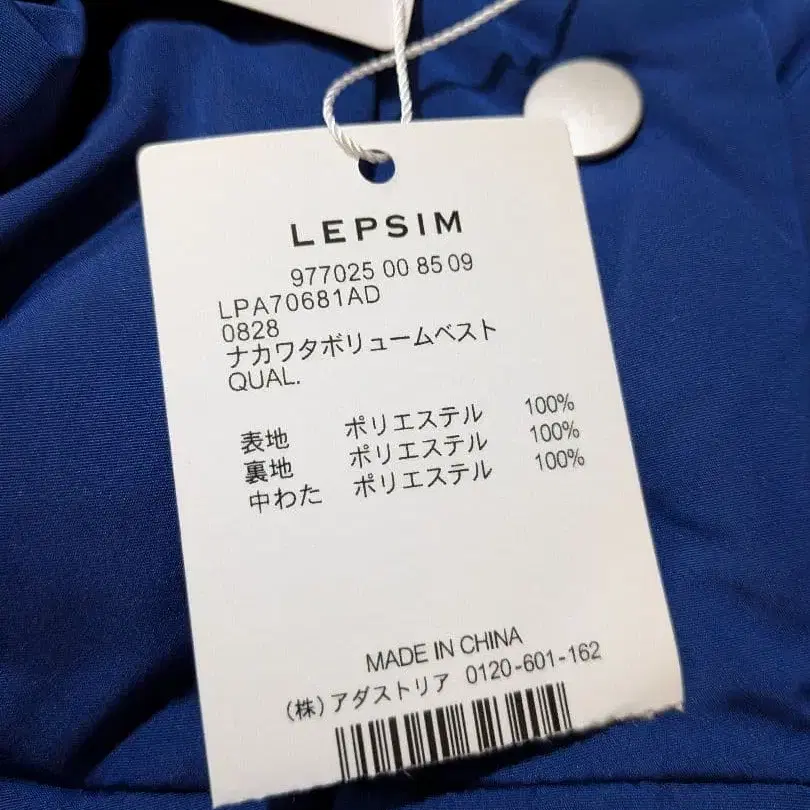 LEPSIM
977025 00 85 09
LPA70681AD
0828
ナカワタボリュームベスト
QUAL.
表地 ポリエステル 100%
裏地 ポリエステル 100%
中わた ポリエステル 100%
MADE IN CHINA
(株)アダストリア 0120-601-162